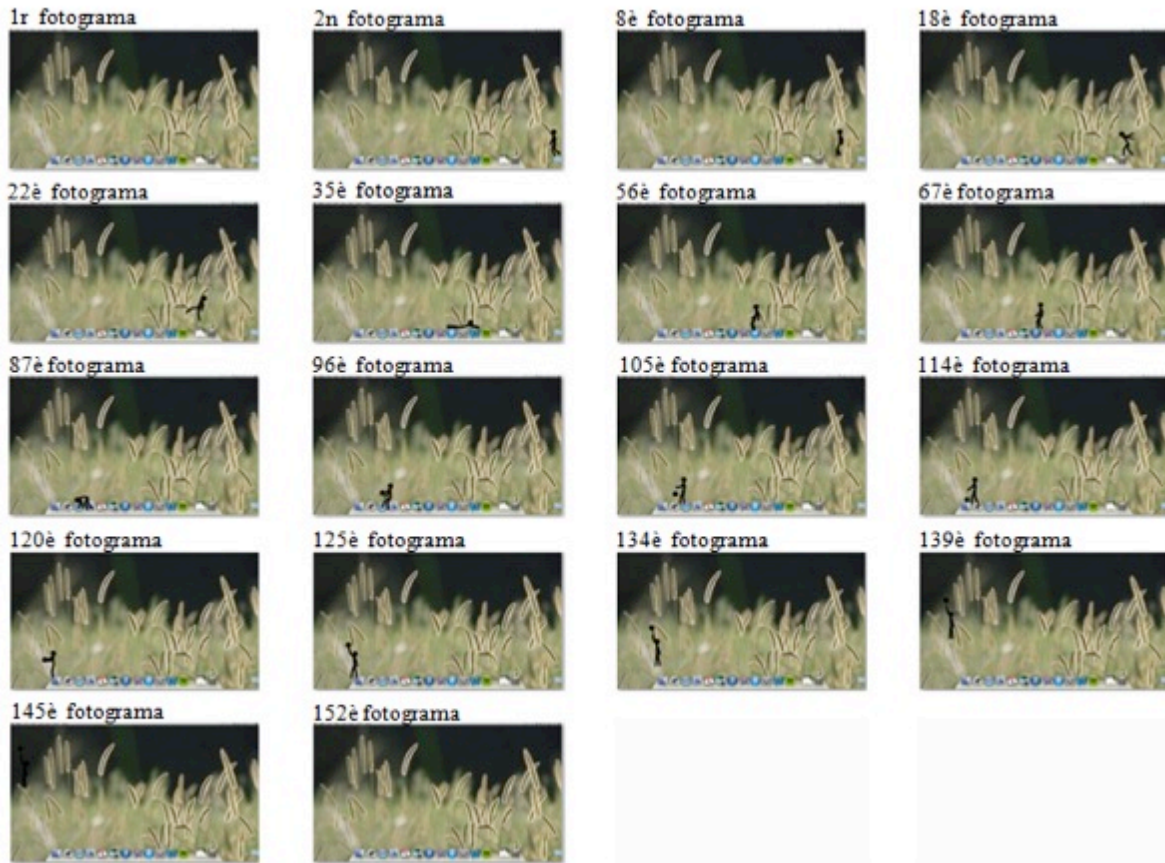 1r fotograma
2n fotograma
8è fotograma
18è fotograma
22è fotograma
35è fotograma
56è fotograma
67è fotograma
87è fotograma
96è fotograma
105è fotograma
114è fotograma
120è fotograma
125è fotograma
134è fotograma
139è fotograma
145è fotograma
152è fotograma